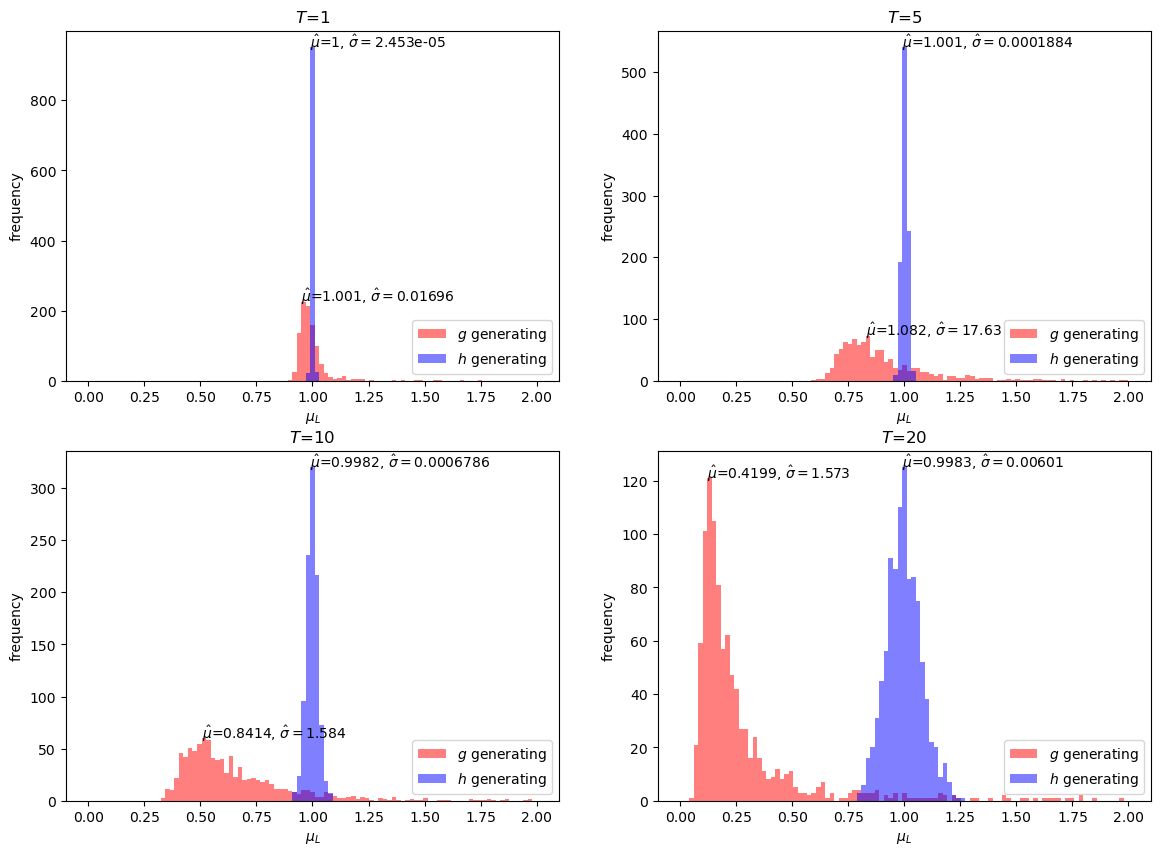 T=1
μ̂=1, σ̂ = 2.453e-05
μ̂=1.001, σ̂ = 0.01696
frequency
800
600
400
200
0
0.00 0.25 0.50 0.75 1.00 1.25 1.50 1.75 2.00
μ_L
g generating
h generating
T=5
μ̂=1.001, σ̂ = 0.0001884
μ̂=1.082, σ̂ = 17.63
frequency
500
400
300
200
100
0
0.00 0.25 0.50 0.75 1.00 1.25 1.50 1.75 2.00
μ_L
g generating
h generating
T=10
μ̂=0.9982, σ̂ = 0.0006786
μ̂=0.8414, σ̂ = 1.584
frequency
300
250
200
150
100
50
0
0.00 0.25 0.50 0.75 1.00 1.25 1.50 1.75 2.00
μ_L
g generating
h generating
T=20
μ̂=0.4199, σ̂ = 1.573
μ̂=0.9983, σ̂ = 0.00601
frequency
120
100
80
60
40
20
0
0.00 0.25 0.50 0.75 1.00 1.25 1.50 1.75 2.00
μ_L
g generating
h generating